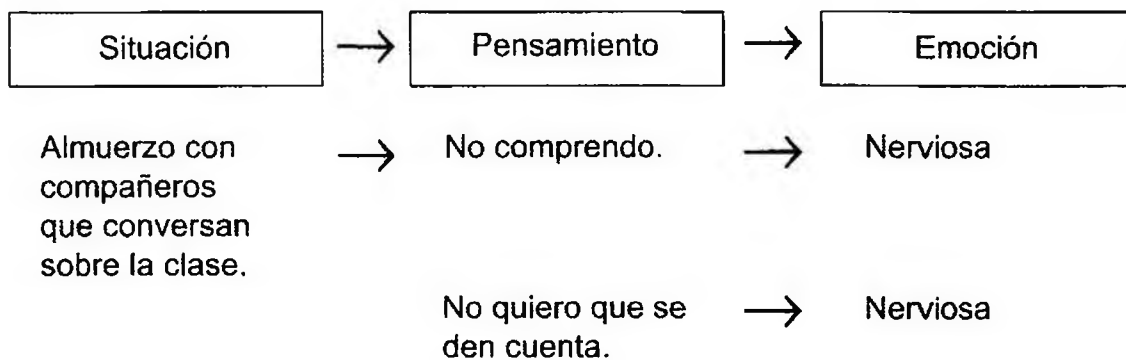 Situación → Pensamiento → Emoción
Almuerzo con → No comprendo. → Nerviosa
compañeros
que conversan
sobre la clase.
No quiero que se → Nerviosa
den cuenta.